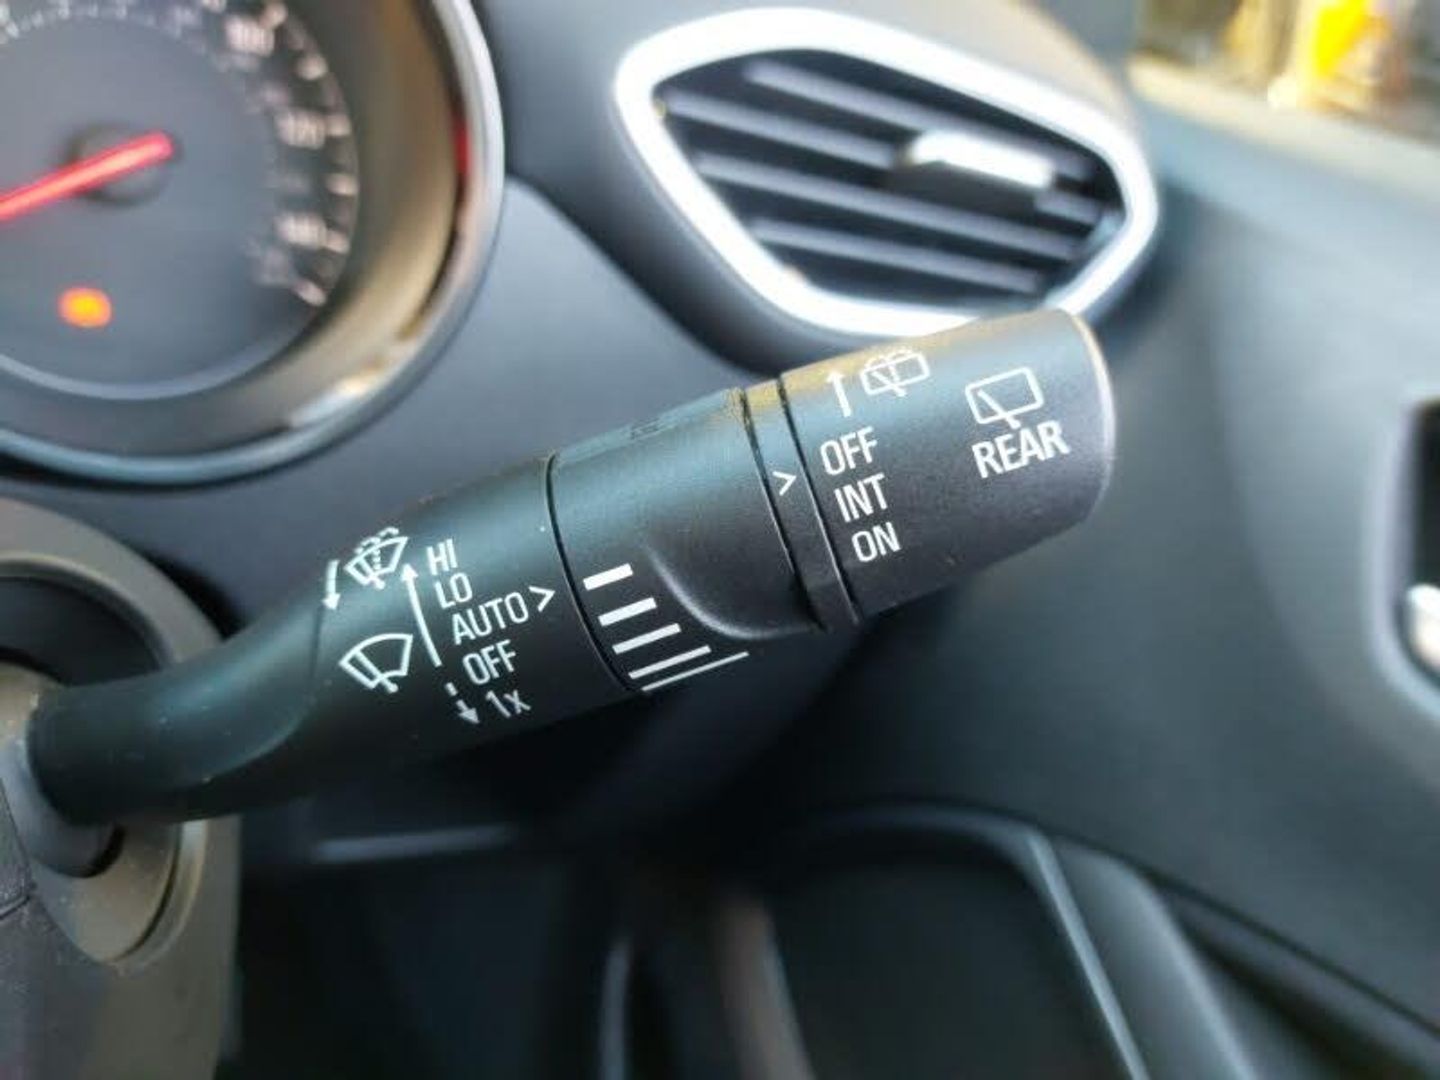 HI
LO
AUTO >
OFF
1x
>
OFF
INT
ON
REAR